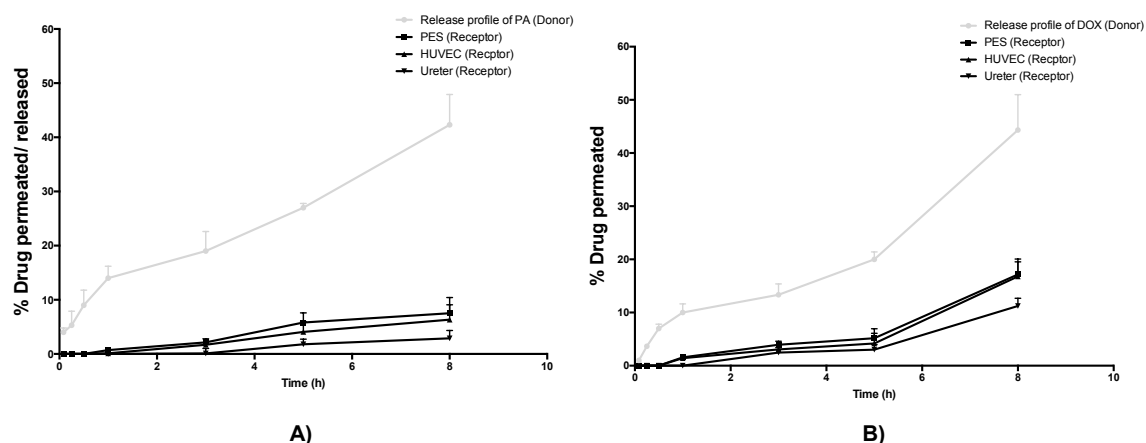 Release profile of PA (Donor)
PES (Receptor)
HUVEC (Recptor)
Ureter (Receptor)
60
50
40
30
20
10
0
% Drug permeated/ released
0
2
4
6
8
10
Time (h)
A)
Release profile of DOX (Donor)
PES (Receptor)
HUVEC (Recptor)
Ureter (Receptor)
60
50
40
30
20
10
0
% Drug permeated
0
2
4
6
8
10
Time (h)
B)